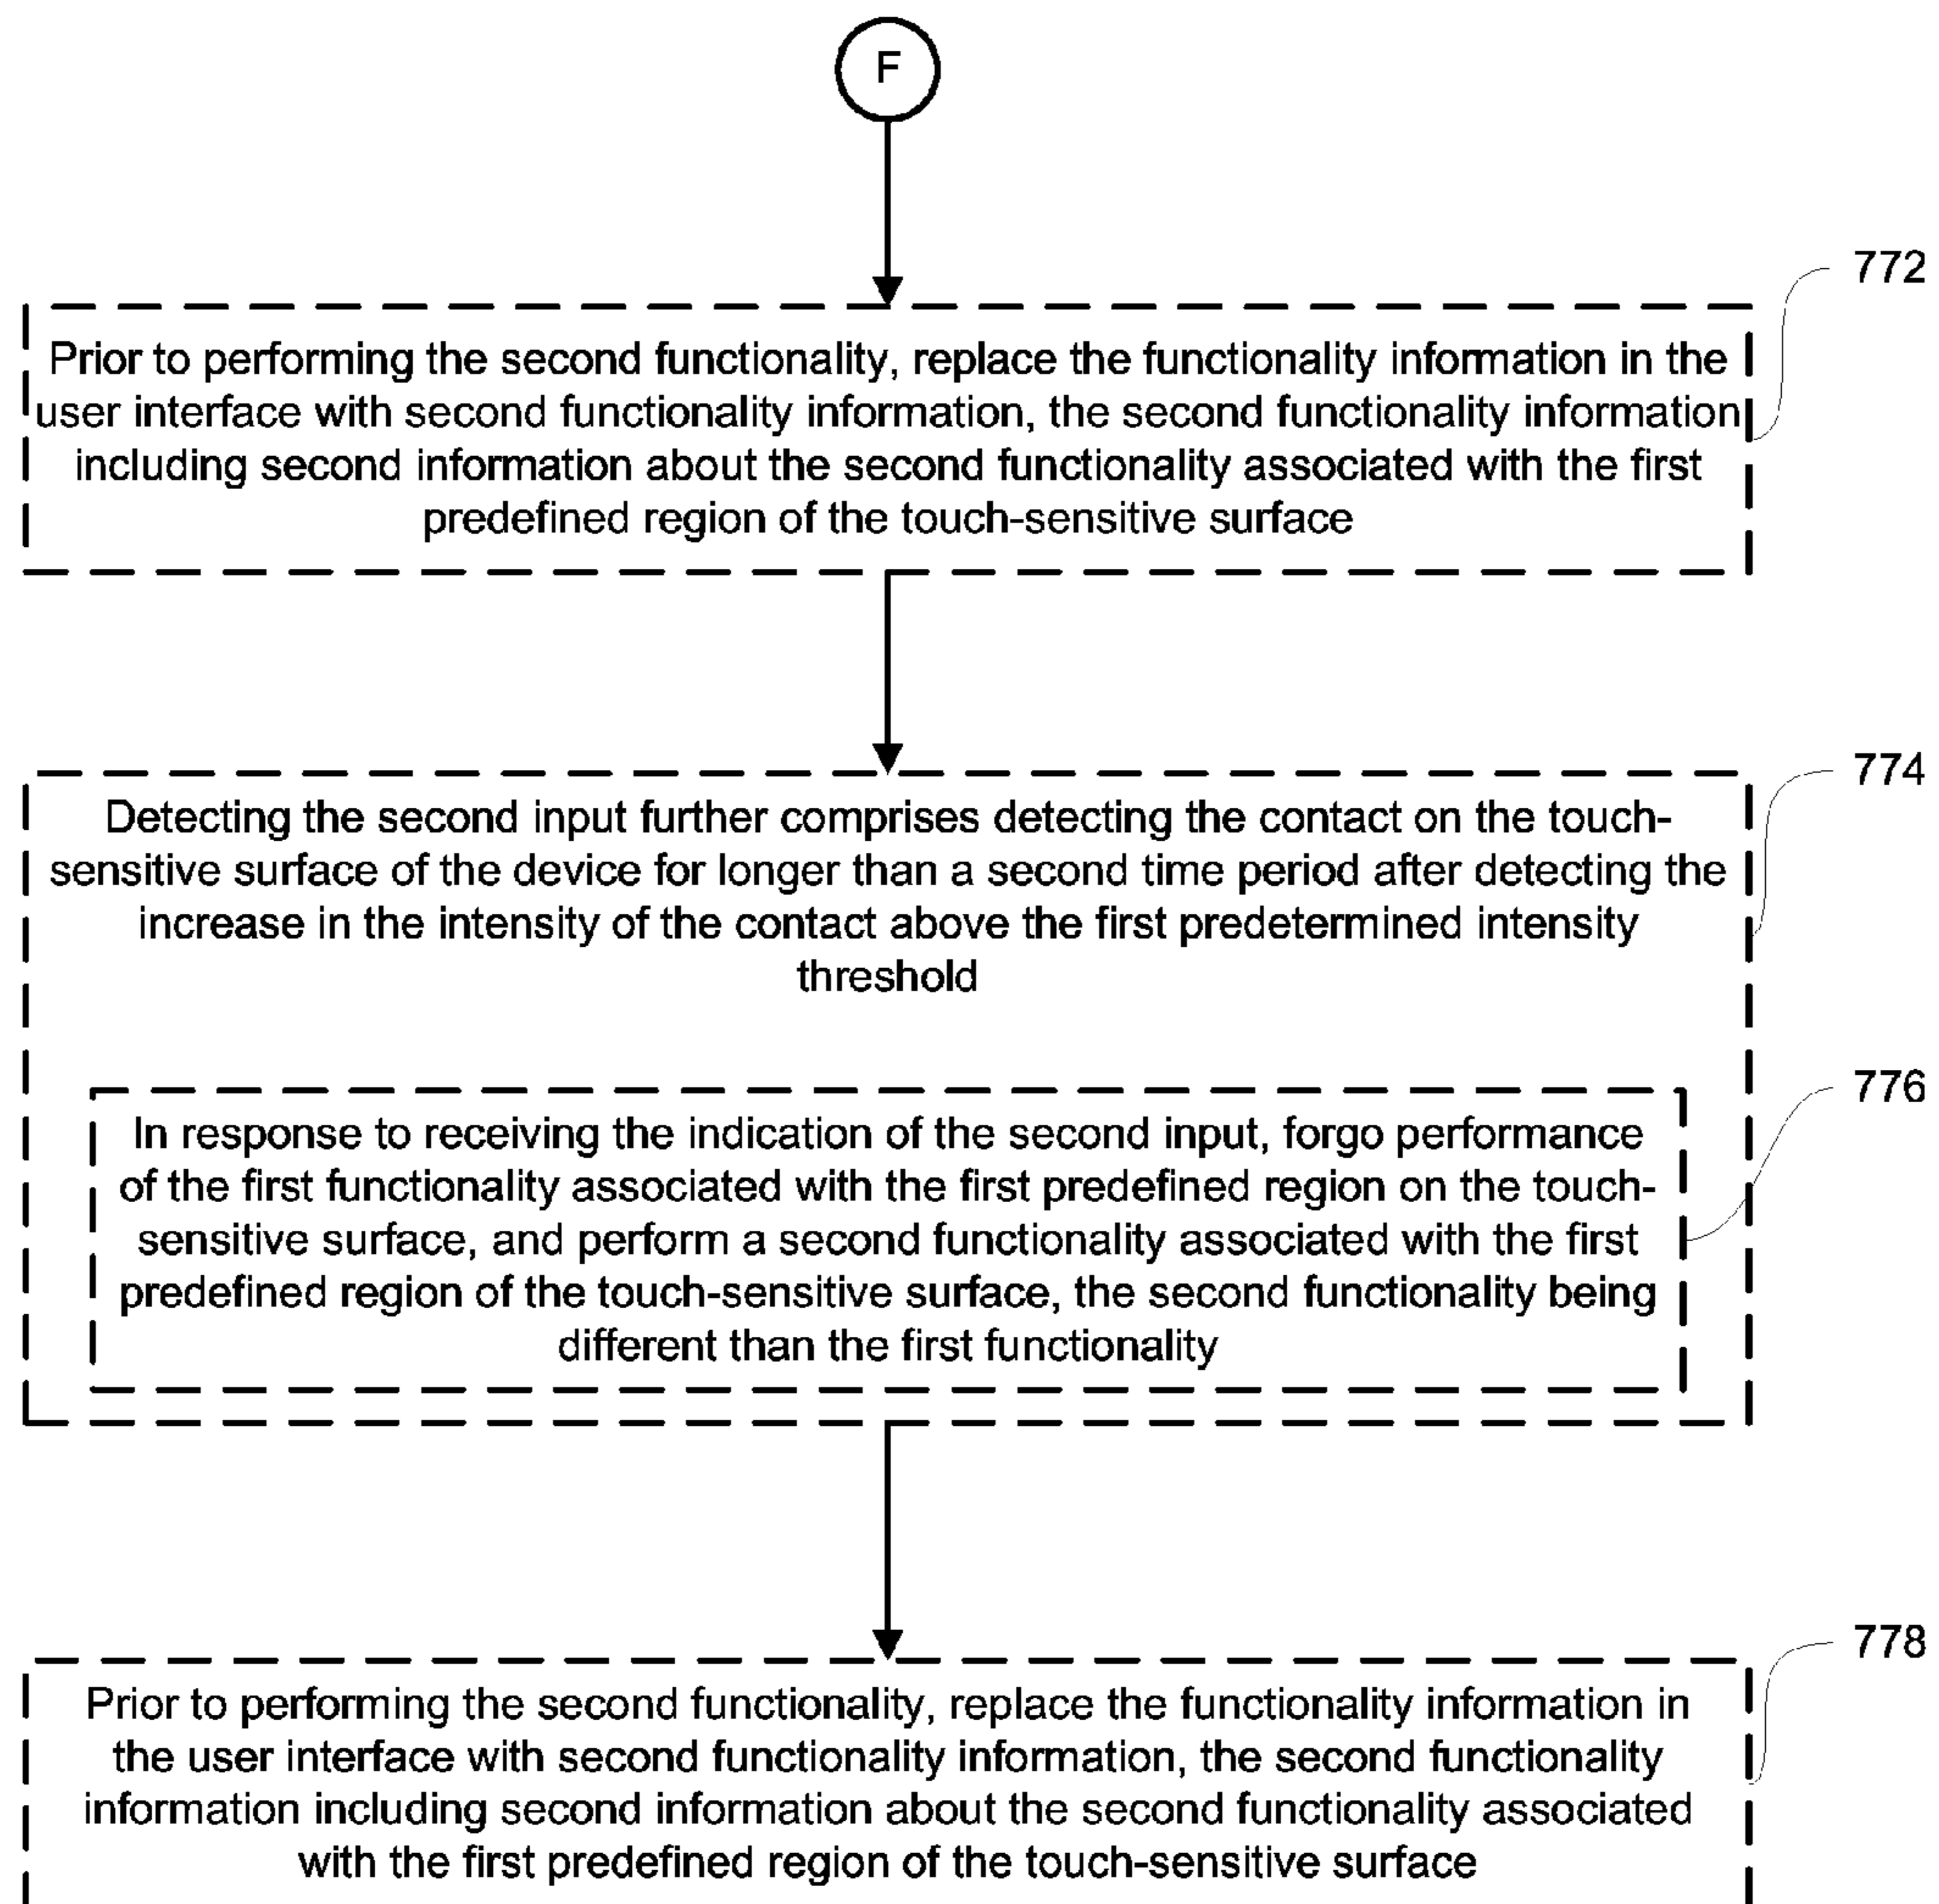 F
772
Prior to performing the second functionality, replace the functionality information in the
user interface with second functionality information, the second functionality information
including second information about the second functionality associated with the first
predefined region of the touch-sensitive surface
774
Detecting the second input further comprises detecting the contact on the touch-
sensitive surface of the device for longer than a second time period after detecting the
increase in the intensity of the contact above the first predetermined intensity
threshold
776
In response to receiving the indication of the second input, forgo performance
of the first functionality associated with the first predefined region on the touch-
sensitive surface, and perform a second functionality associated with the first
predefined region of the touch-sensitive surface, the second functionality being
different than the first functionality
778
Prior to performing the second functionality, replace the functionality information in
the user interface with second functionality information, the second functionality
information including second information about the second functionality associated
with the first predefined region of the touch-sensitive surface